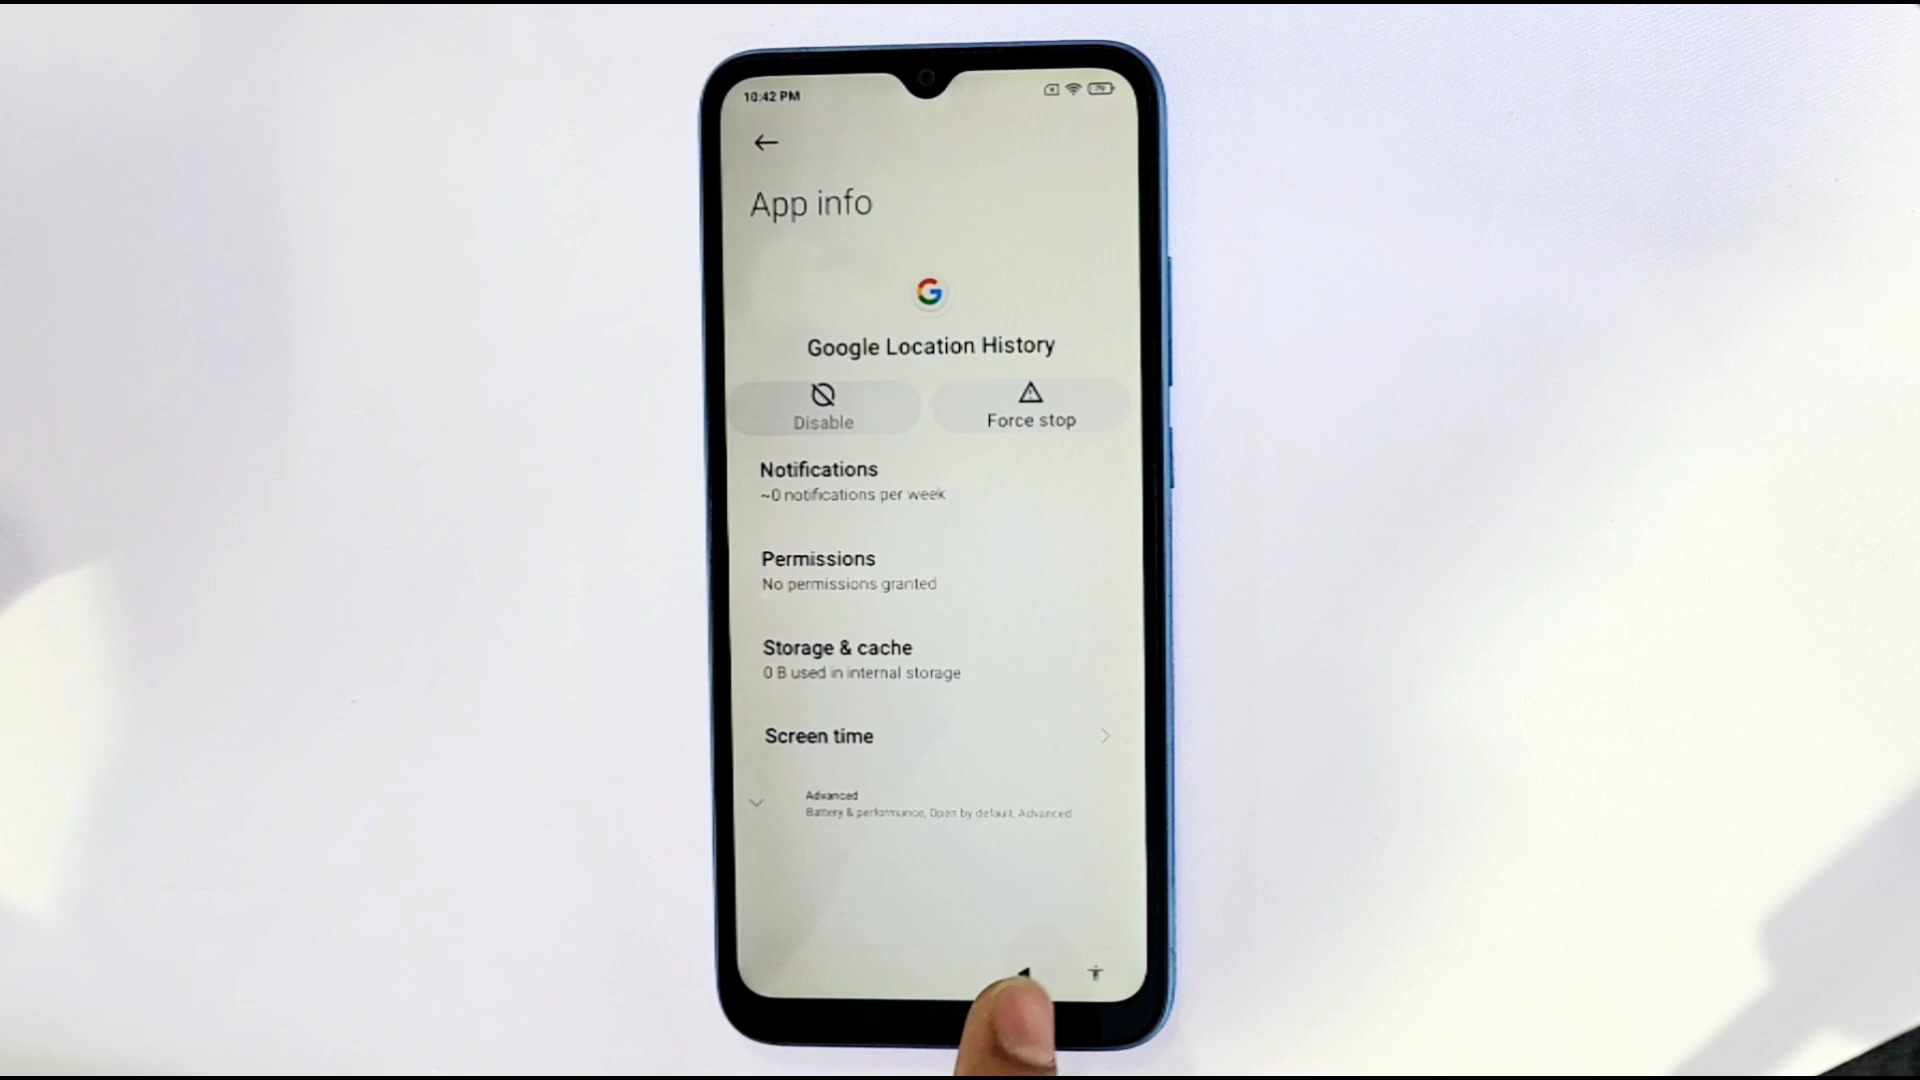 10:42 PM
79
App info
Google Location History
Disable
Force stop
Notifications
~0 notifications per week
Permissions
No permissions granted
Storage & cache
0 B used in internal storage
Screen time
Advanced
Battery & performance, Open by default, Advanced